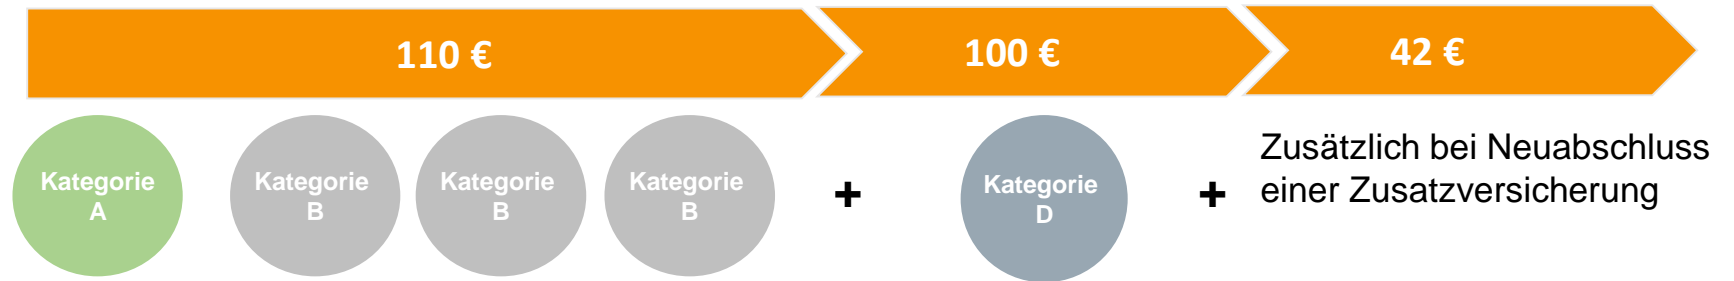 110 €
100 €
42 €
Kategorie
A
Kategorie
B
Kategorie
B
Kategorie
B
+
Kategorie
D
+
Zusätzlich bei Neuabschluss
einer Zusatzversicherung